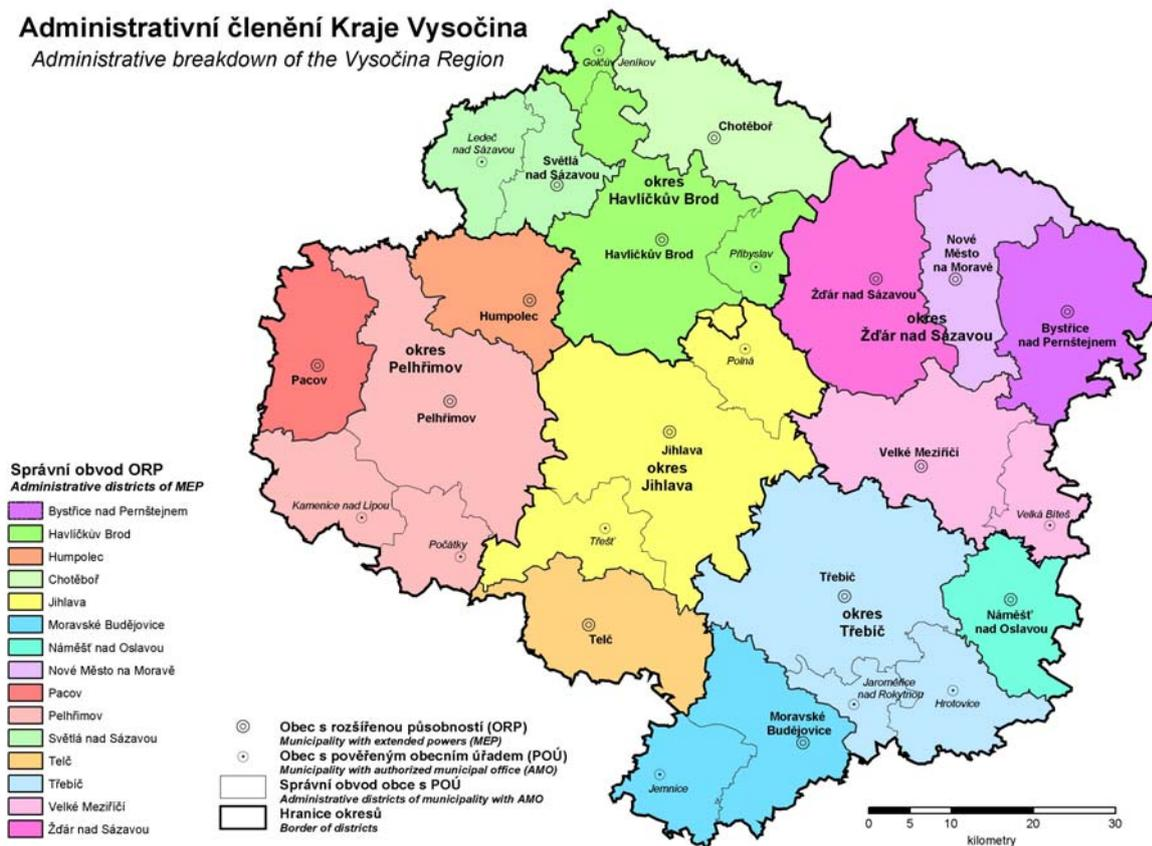 Administrativní členění Kraje Vysočina
Administrative breakdown of the Vysočina Region
Golčův Jeníkov
Chotěboř
Ledeč
nad Sázavou
Světlá
nad Sázavou
okres
Havlíčkův Brod
Havlíčkův Brod
Přibyslav
Nové
Město
na Moravě
Žďár nad Sázavou
okres
Žďár nad Sázavou
Bystřice
nad Pernštejnem
Humpolec
okres
Pelhřimov
Pacov
Pelhřimov
Polná
Jihlava
okres
Jihlava
Velké Meziříčí
Velká Bíteš
Kamenice nad Lipou
Počátky
Třešť
Telč
Třebíč
okres
Třebíč
Náměšť
nad Oslavou
Jaroměřice
nad Rokytnou
Hrotovice
Moravské
Budějovice
Jemnice
Správní obvod ORP
Administrative districts of MEP
Bystřice nad Pernštejnem
Havlíčkův Brod
Humpolec
Chotěboř
Jihlava
Moravské Budějovice
Náměšť nad Oslavou
Nové Město na Moravě
Pacov
Pelhřimov
Světlá nad Sázavou
Telč
Třebíč
Velké Meziříčí
Žďár nad Sázavou
Obec s rozšířenou působností (ORP)
Municipality with extended powers (MEP)
Obec s pověřeným obecním úřadem (POÚ)
Municipality with authorized municipal office (AMO)
Správní obvod obce s POÚ
Administrative districts of municipality with AMO
Hranice okresů
Border of districts
0 5 10 20 30
kilometry